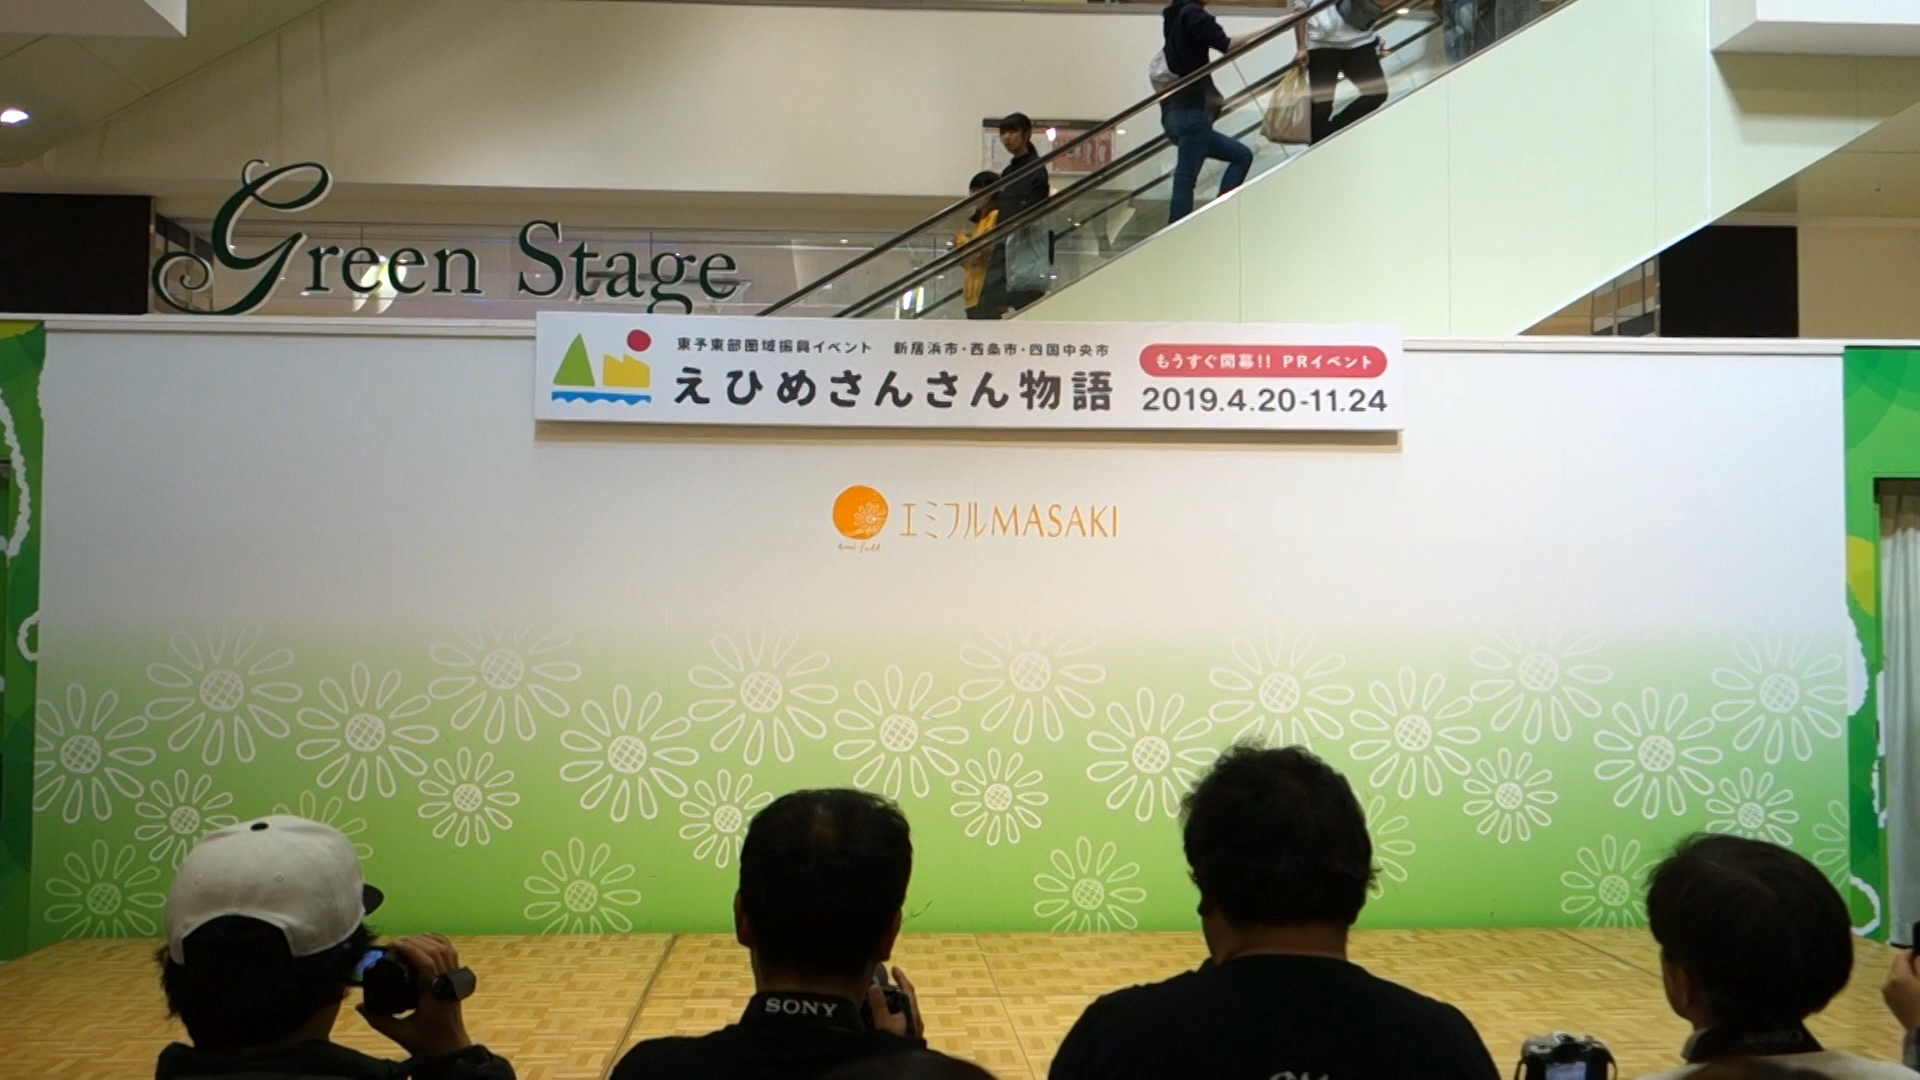 Green Stage
東予東部圏域振興イベント 新居浜市・西条市・四国中央市
えひめさんさん物語
もうすぐ開幕!! PRイベント
2019.4.20-11.24
エミフルMASAKI
SONY